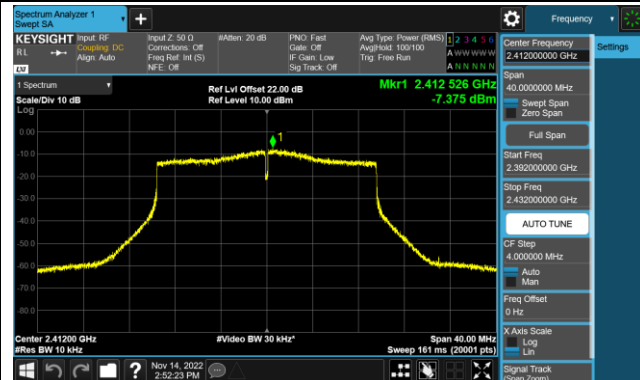 Spectrum Analyzer 1
Swept SA
+
Frequency
KEYSIGHT
Input: RF
Input Z: 50 Ω
#Atten: 20 dB
PNO: Fast
Avg Type: Power (RMS)
1 2 3 4 5 6
RL
Coupling: DC
Corrections: Off
Gate: Off
Avg|Hold: 100/100
A W W W W W
Align: Auto
Freq Ref: Int (S)
IF Gain: Low
Trig: Free Run
NFE: Off
Sig Track: Off
A N N N N N
LXI
1 Spectrum
Scale/Div 10 dB
Ref Lvl Offset 22.00 dB
Ref Level 10.00 dBm
Mkr1 2.412 526 GHz
-7.375 dBm
Log
1
0.00
-10.0
-20.0
-30.0
-40.0
-50.0
-60.0
-70.0
-80.0
Center 2.41200 GHz
#Video BW 30 kHz*
Span 40.00 MHz
#Res BW 10 kHz
Sweep 161 ms (20001 pts)
Nov 14, 2022
2:52:23 PM
?
Center Frequency
2.412000000 GHz
Settings
Span
40.0000000 MHz
Swept Span
Zero Span
Full Span
Start Freq
2.392000000 GHz
Stop Freq
2.432000000 GHz
AUTO TUNE
CF Step
4.000000 MHz
Auto
Man
Freq Offset
0 Hz
X Axis Scale
Log
Lin
Signal Track
(Span Zoom)